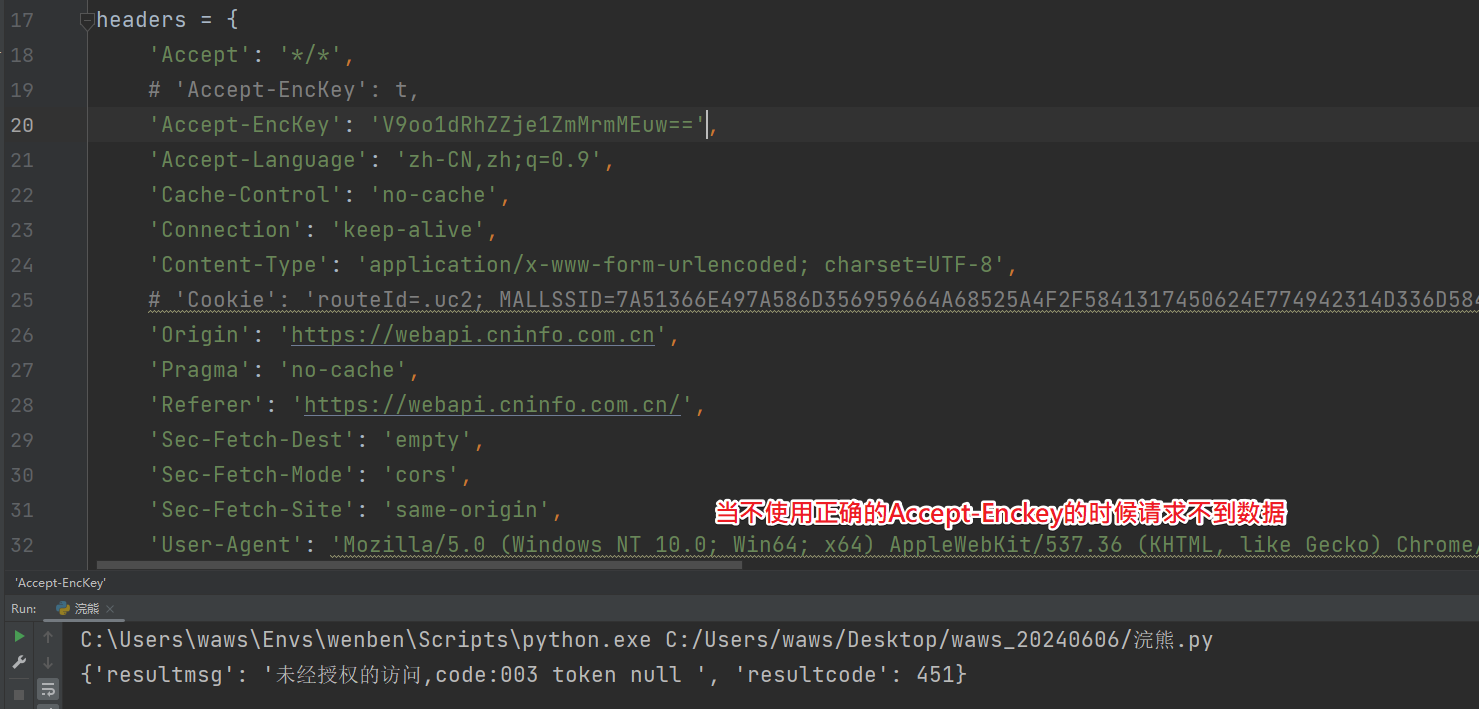 17 headers = {
18 'Accept': '*/*',
19 # 'Accept-EncKey': t,
20 'Accept-EncKey': 'V9oo1dRhZZje1ZmMrmMEuw==',
21 'Accept-Language': 'zh-CN,zh;q=0.9',
22 'Cache-Control': 'no-cache',
23 'Connection': 'keep-alive',
24 'Content-Type': 'application/x-www-form-urlencoded; charset=UTF-8',
25 # 'Cookie': 'routeId=.uc2; MALLSSID=7A51366E497A586D356959664A68525A4F2F5841317450624E774942314D336D584
26 'Origin': 'https://webapi.cninfo.com.cn',
27 'Pragma': 'no-cache',
28 'Referer': 'https://webapi.cninfo.com.cn/',
29 'Sec-Fetch-Dest': 'empty',
30 'Sec-Fetch-Mode': 'cors',
31 'Sec-Fetch-Site': 'same-origin',
当不使用正确的Accept-Enckey的时候请求不到数据
32 'User-Agent': 'Mozilla/5.0 (Windows NT 10.0; Win64; x64) AppleWebKit/537.36 (KHTML, like Gecko) Chrome/
'Accept-EncKey'
Run: 浣熊
C:\Users\waws\Envs\wenben\Scripts\python.exe C:/Users/waws/Desktop/waws_20240606/浣熊.py
{'resultmsg': '未经授权的访问,code:003 token null ', 'resultcode': 451}